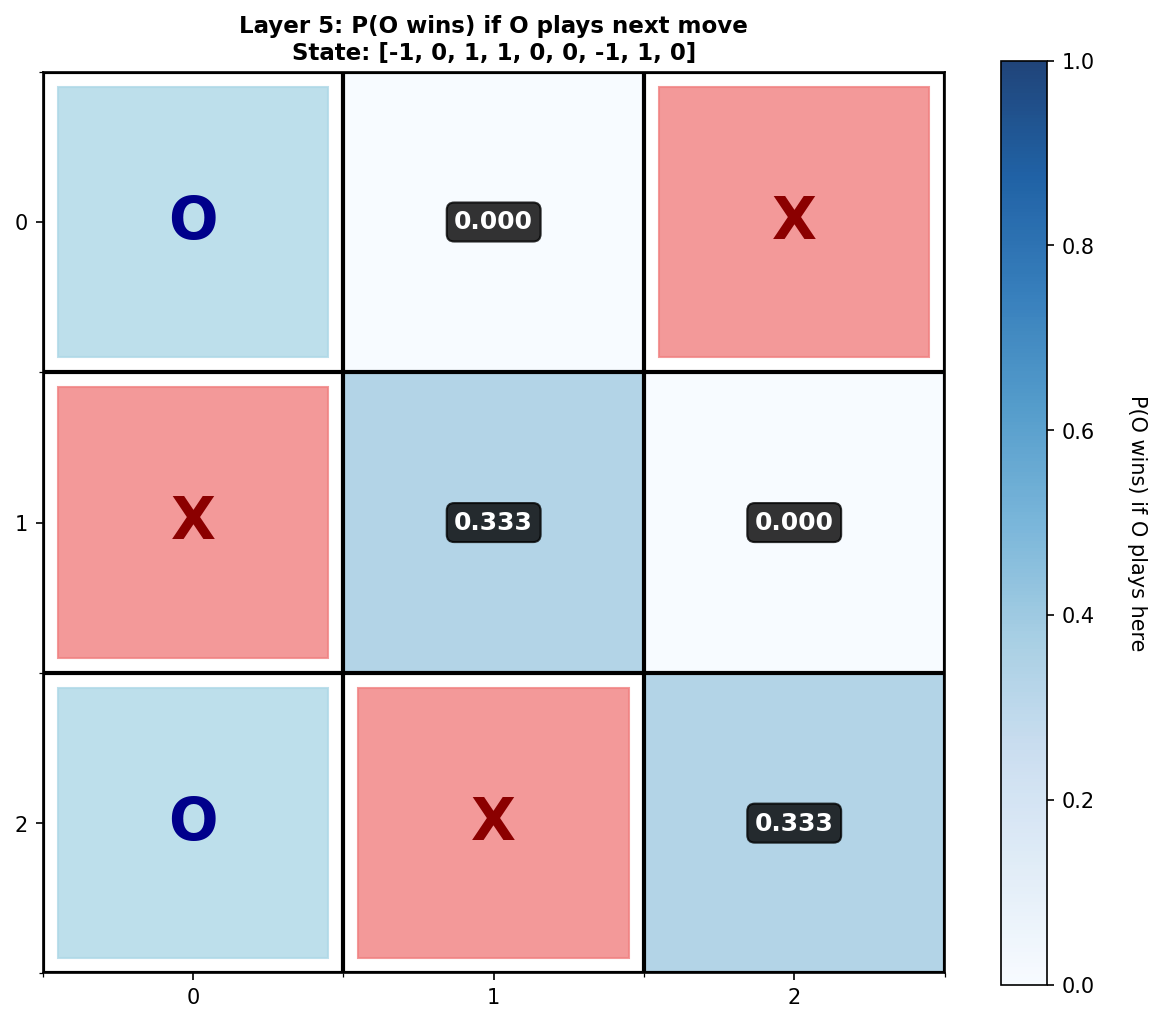 Layer 5: P(O wins) if O plays next move
State: [-1, 0, 1, 1, 0, 0, -1, 1, 0]
0
O
0.000
X
1
X
0.333
0.000
2
O
X
0.333
0
1
2
1.0
0.8
0.6
0.4
0.2
0.0
P(O wins) if O plays here